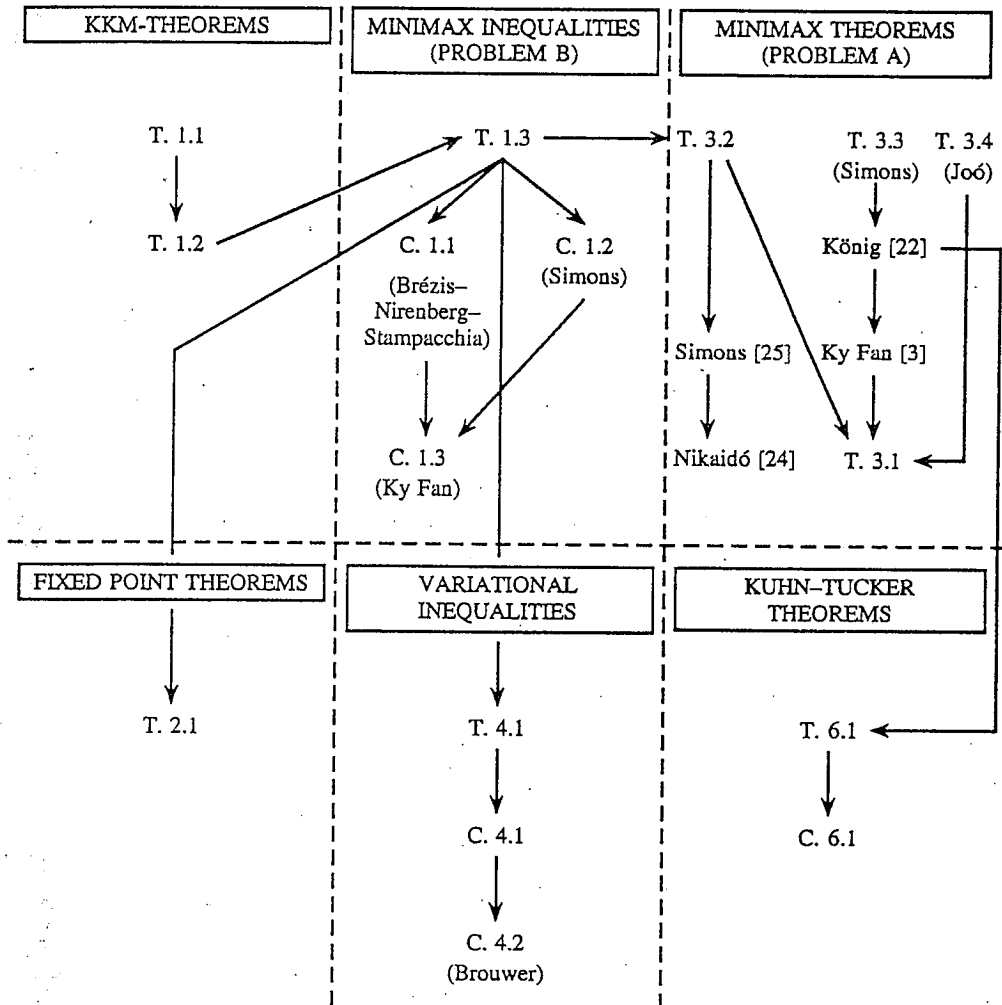 KKM-THEOREMS
MINIMAX INEQUALITIES
(PROBLEM B)
MINIMAX THEOREMS
(PROBLEM A)
T. 1.1
T. 1.2
T. 1.3
C. 1.1
(Brézis–
Nirenberg–
Stampacchia)
C. 1.2
(Simons)
C. 1.3
(Ky Fan)
T. 3.2
T. 3.3
(Simons)
T. 3.4
(Joó)
König [22]
Simons [25]
Ky Fan [3]
Nikaidó [24]
T. 3.1
FIXED POINT THEOREMS
T. 2.1
VARIATIONAL
INEQUALITIES
T. 4.1
C. 4.1
C. 4.2
(Brouwer)
KUHN–TUCKER
THEOREMS
T. 6.1
C. 6.1